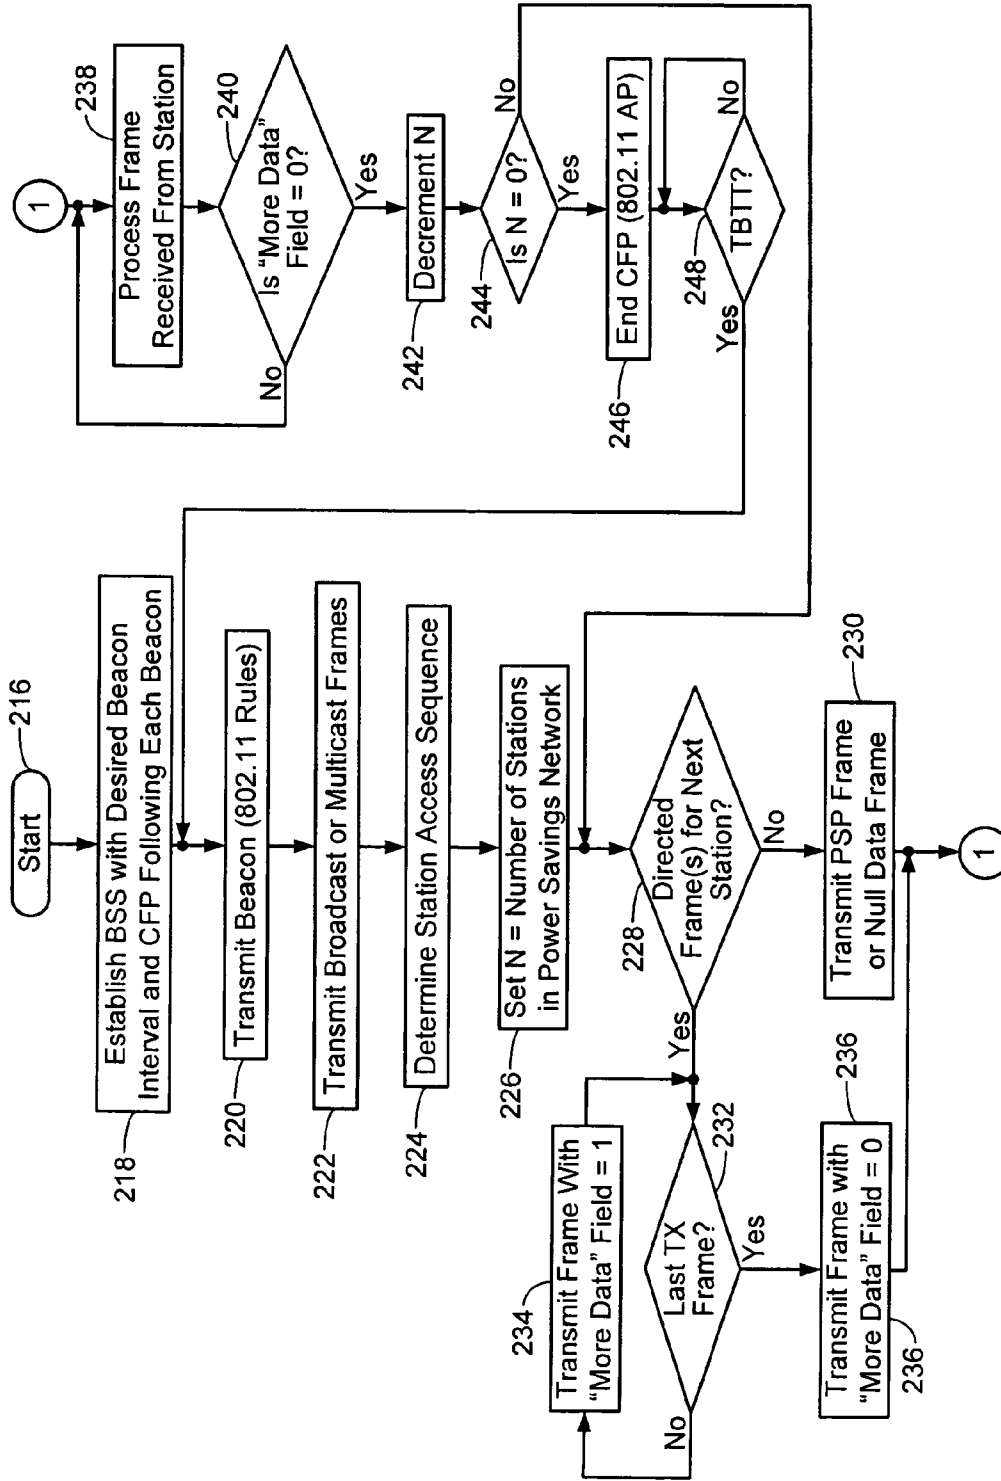 Start
216
Establish BSS with Desired Beacon
Interval and CFP Following Each Beacon
218
Transmit Beacon (802.11 Rules)
220
Transmit Broadcast or Multicast Frames
222
Determine Station Access Sequence
224
Set N = Number of Stations
in Power Savings Network
226
Directed
Frame(s) for Next
Station?
228
Yes
No
Transmit PSP Frame
or Null Data Frame
230
Last TX
Frame?
232
No
Yes
Transmit Frame With
“More Data” Field = 1
234
Transmit Frame with
“More Data” Field = 0
236
236
1
1
Process Frame
Received From Station
238
Is “More Data”
Field = 0?
240
No
Yes
Decrement N
242
Is N = 0?
244
No
Yes
End CFP (802.11 AP)
246
TBTT?
248
Yes
No